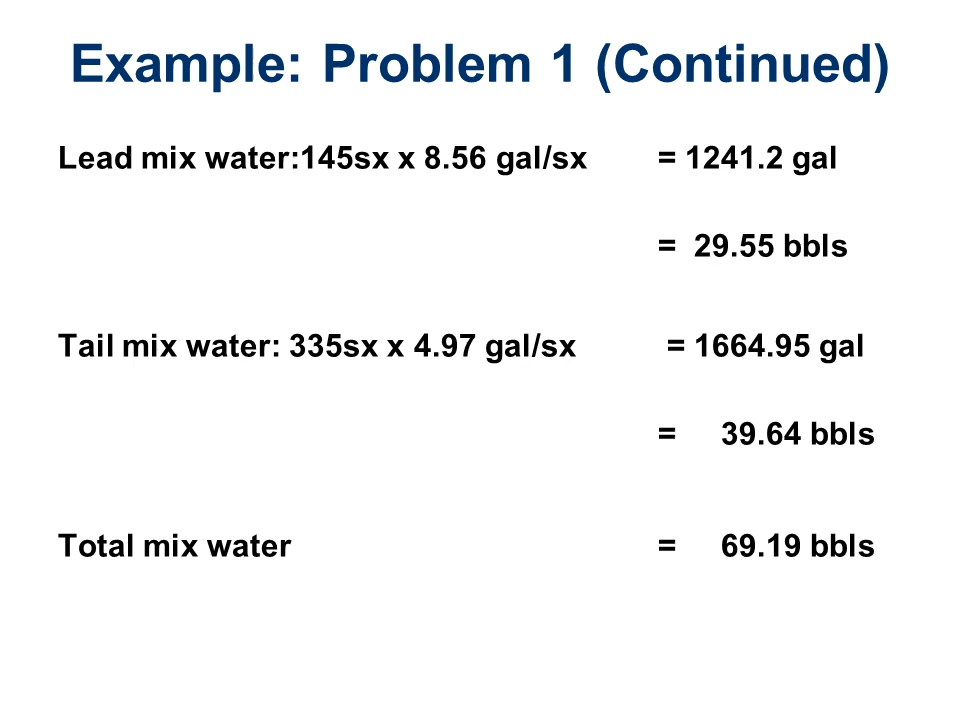 Example: Problem 1 (Continued)
Lead mix water:145sx x 8.56 gal/sx = 1241.2 gal
= 29.55 bbls
Tail mix water: 335sx x 4.97 gal/sx = 1664.95 gal
= 39.64 bbls
Total mix water = 69.19 bbls